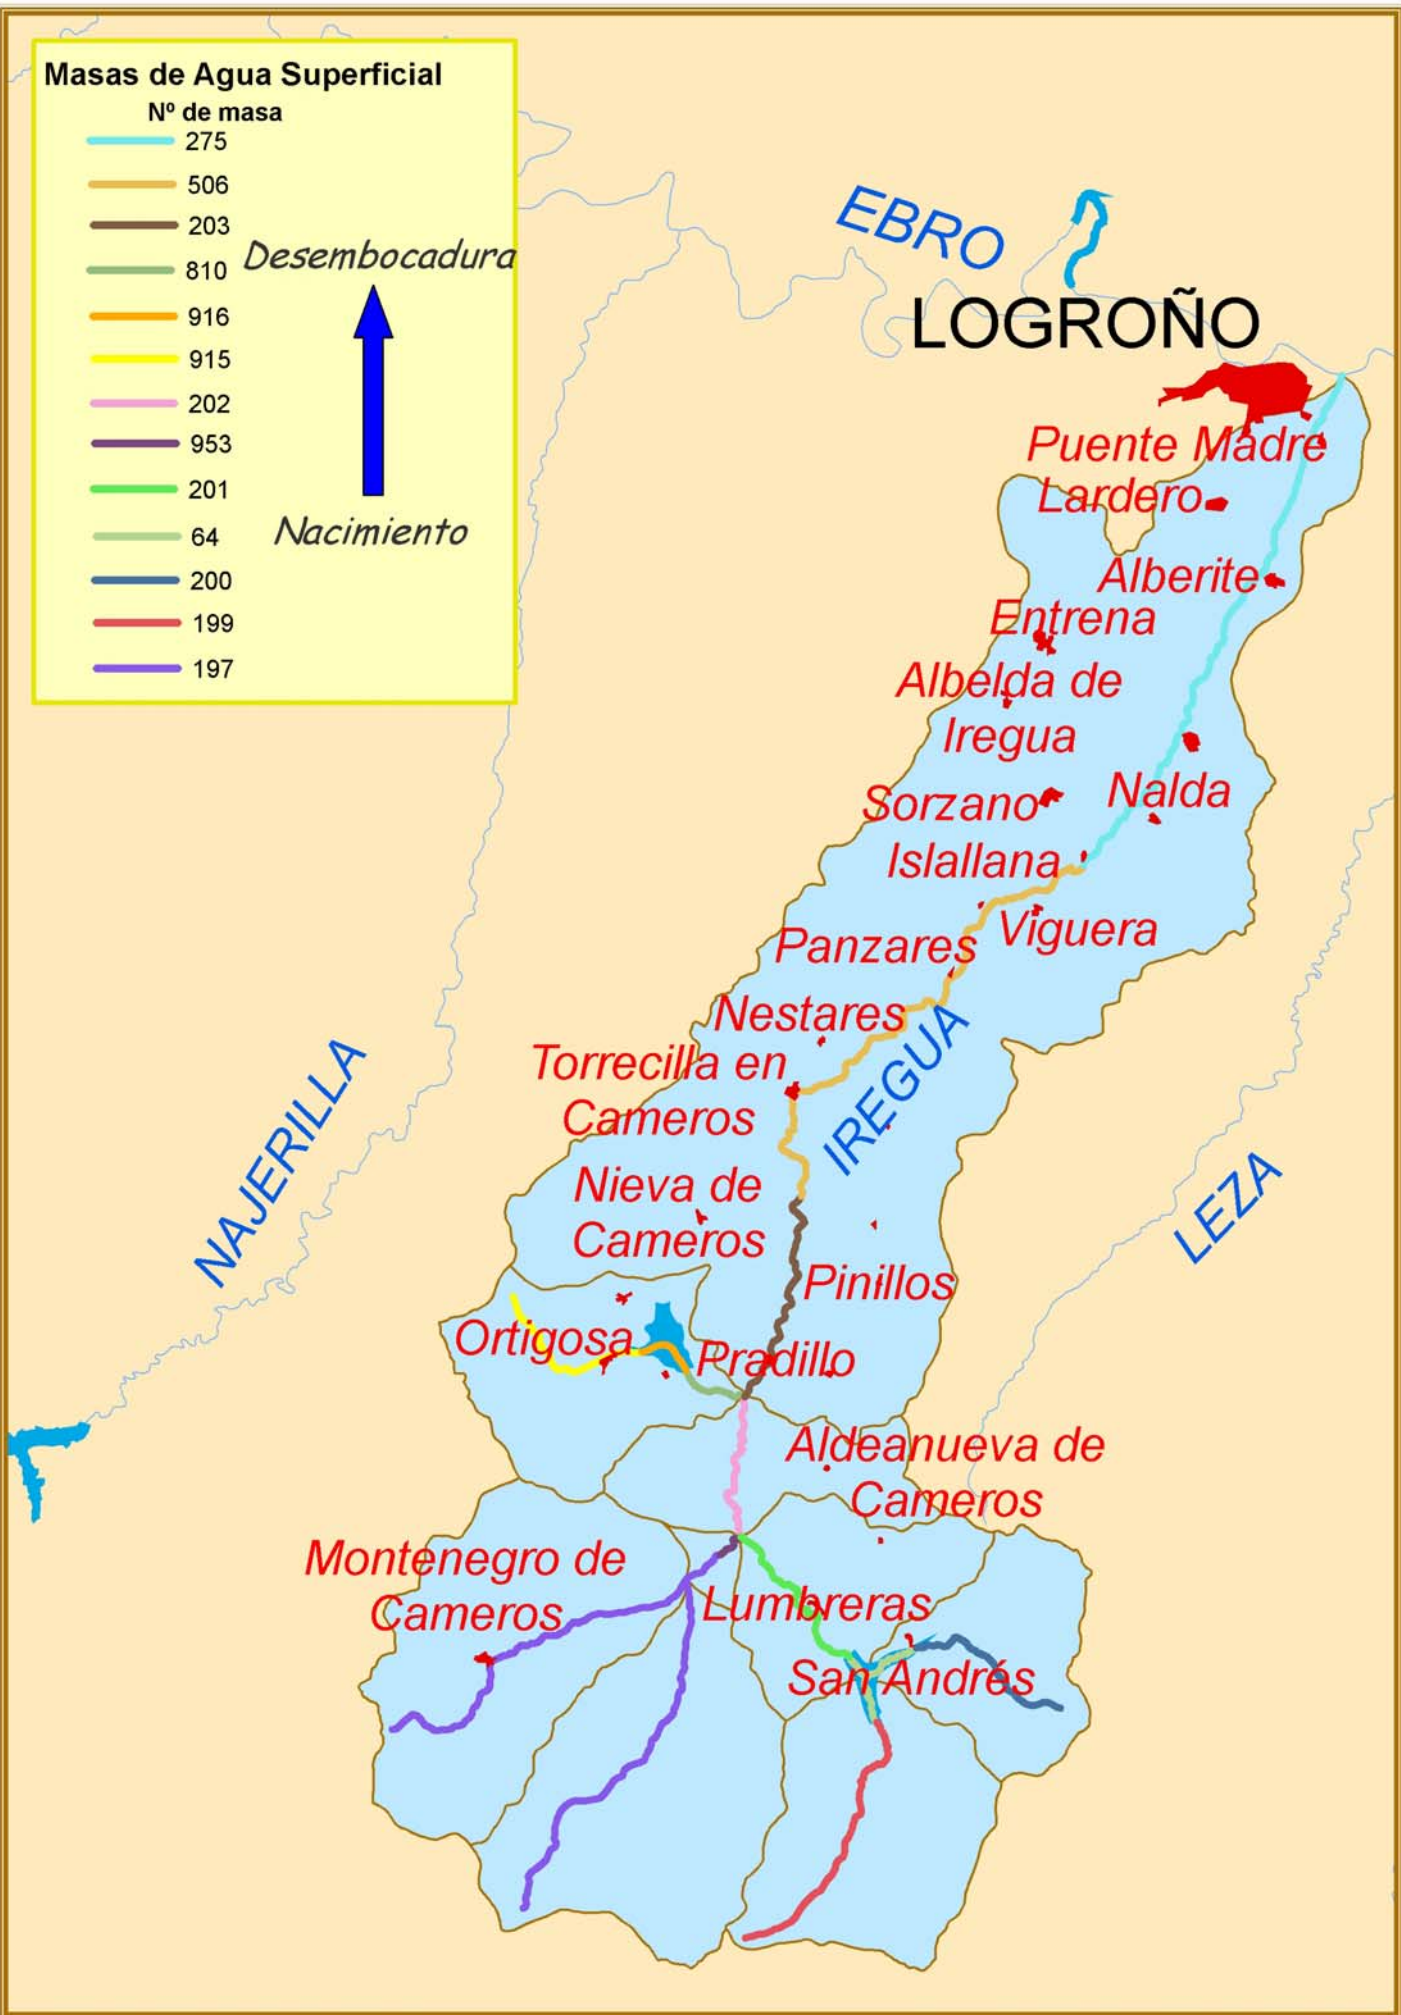 Masas de Agua Superficial
Nº de masa
275
506
203
810
916
915
202
953
201
64
200
199
197
Desembocadura
Nacimiento
EBRO
LOGROÑO
Puente Madre
Lardero
Alberite
Entrena
Albelda de
Iregua
Sorzano
Nalda
Islallana
Viguera
Panzares
Nestares
IREGUA
Torrecilla en
Cameros
NAJERILLA
Nieva de
Cameros
LEZA
Pinillos
Ortigosa
Pradillo
Aldeanueva de
Cameros
Montenegro de
Cameros
Lumbreras
San Andrés